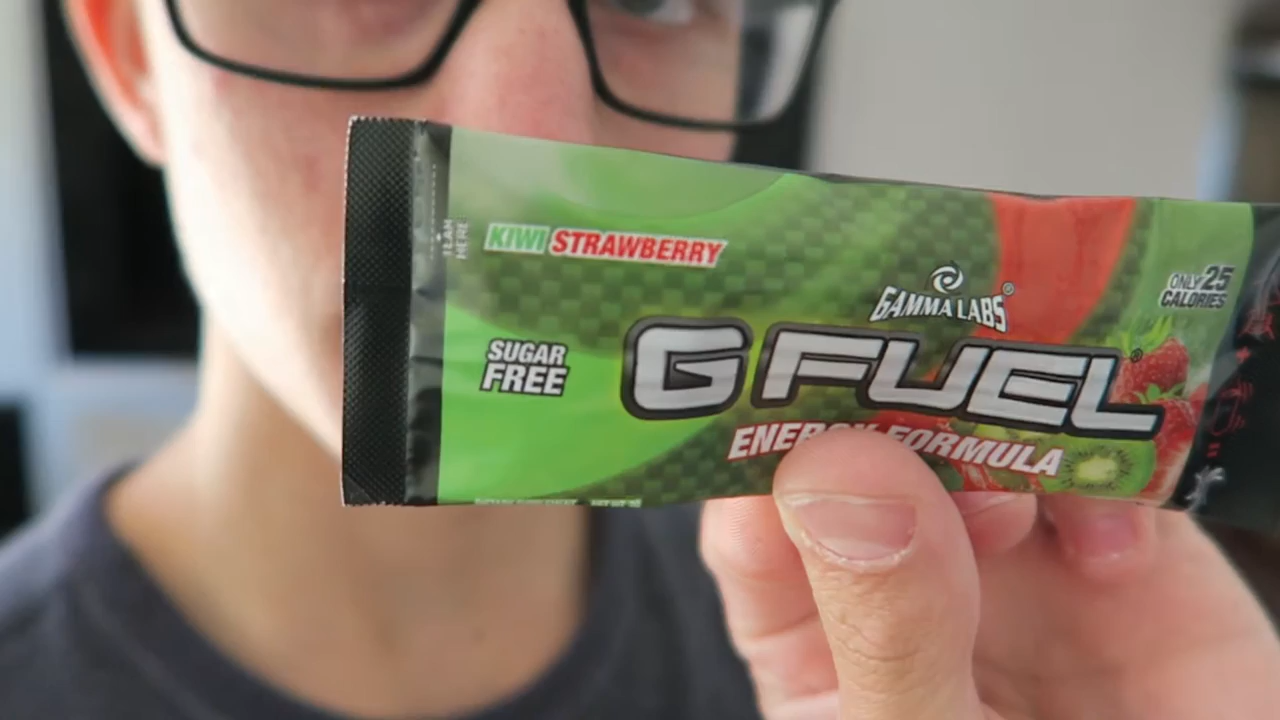 TEAR
HERE
KIWI STRAWBERRY
ONLY 25
CALORIES
GAMMA LABS®
SUGAR
FREE
G FUEL®
ENERGY FORMULA